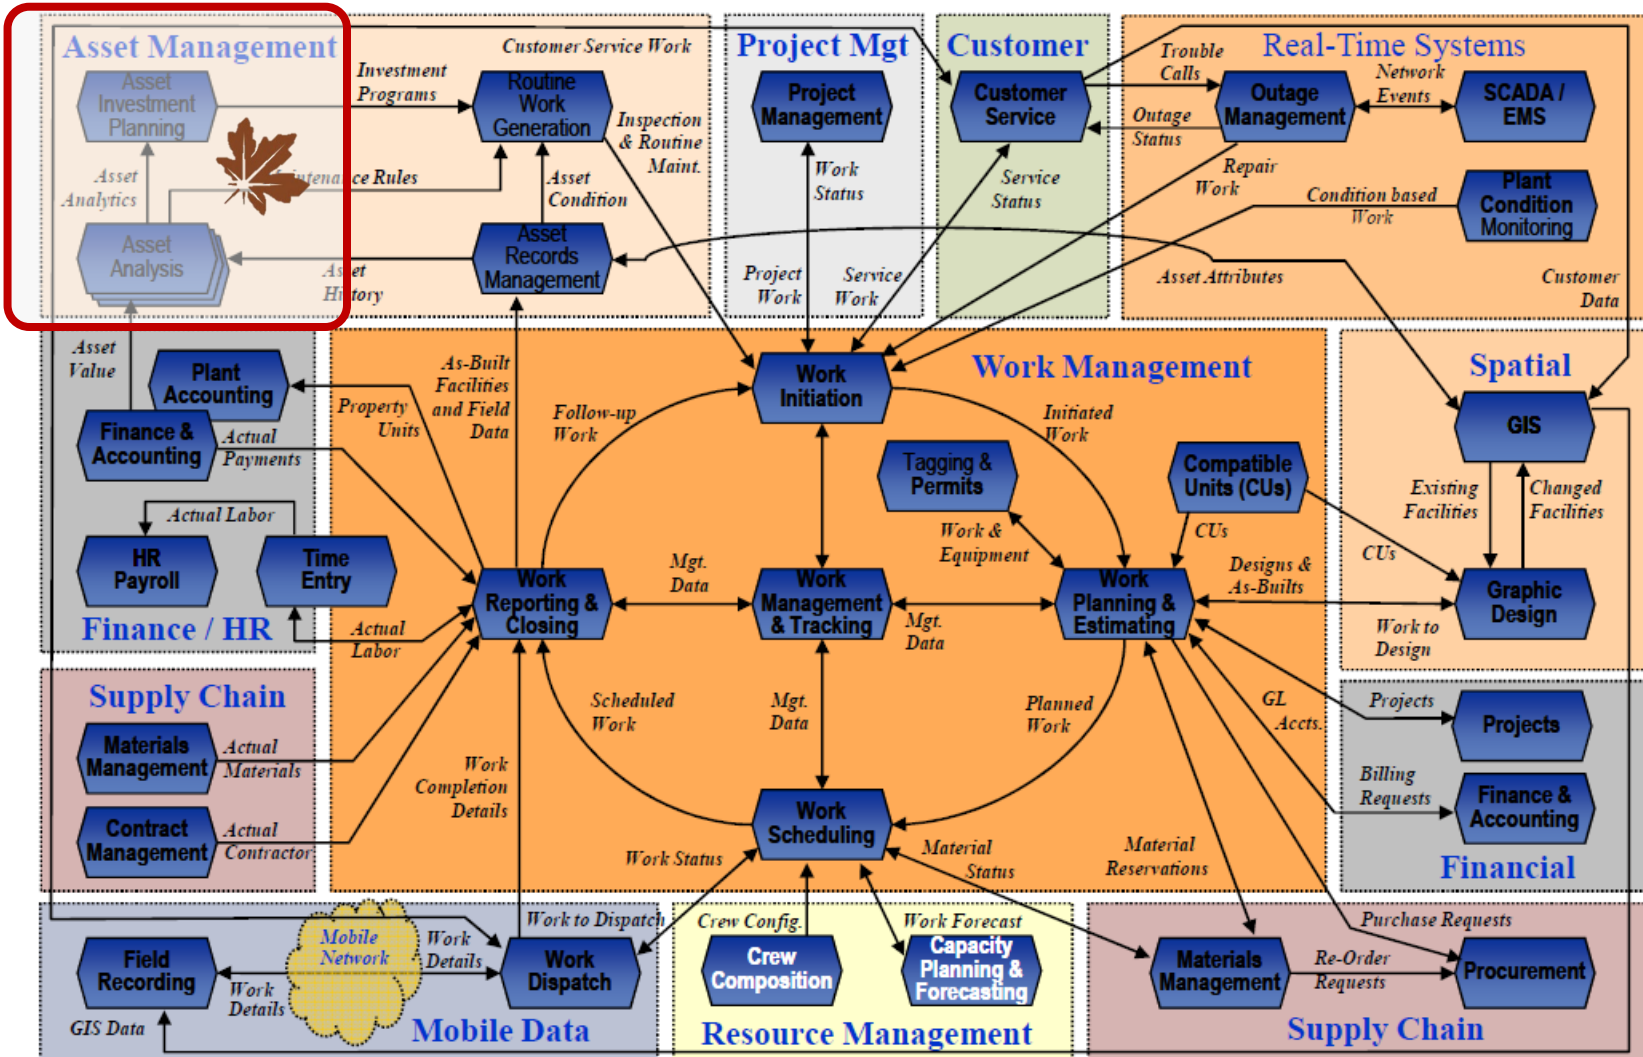 Asset Management
Customer Service Work
Project Mgt
Customer
Real-Time Systems
Asset
Investment
Planning
Investment
Programs
Routine
Work
Generation
Inspection
& Routine
Maint.
Project
Management
Customer
Service
Trouble
Calls
Outage
Management
Network
Events
SCADA /
EMS
Outage
Status
Asset
Analytics
Rules
Asset
Condition
Work
Status
Service
Status
Repair
Work
Condition based
Work
Plant
Condition
Monitoring
Asset
Analysis
Asset
History
Asset
Records
Management
Project
Work
Service
Work
Asset Attributes
Customer
Data
Asset
Value
Plant
Accounting
Property
Units
As-Built
Facilities
and Field
Data
Follow-up
Work
Work
Initiation
Work Management
Initiated
Work
Spatial
GIS
Finance &
Accounting
Actual
Payments
Tagging &
Permits
Compatible
Units (CUs)
Existing
Facilities
Changed
Facilities
Actual Labor
HR
Payroll
Time
Entry
Work &
Equipment
CUs
CUs
Designs &
As-Builts
Mgt.
Data
Work
Reporting &
Closing
Work
Management
& Tracking
Mgt.
Data
Work
Planning &
Estimating
Graphic
Design
Finance / HR
Actual
Labor
Work to
Design
Supply Chain
Scheduled
Work
Mgt.
Data
Planned
Work
GL
Accts.
Projects
Projects
Materials
Management
Actual
Materials
Work
Completion
Details
Billing
Requests
Finance &
Accounting
Contract
Management
Actual
Contractor
Work
Scheduling
Work Status
Material
Status
Material
Reservations
Financial
Mobile
Network
Work
Details
Work to Dispatch
Crew Config.
Work Forecast
Purchase Requests
Field
Recording
Work
Details
Work
Dispatch
Crew
Composition
Capacity
Planning &
Forecasting
Materials
Management
Re-Order
Requests
Procurement
GIS Data
Mobile Data
Resource Management
Supply Chain